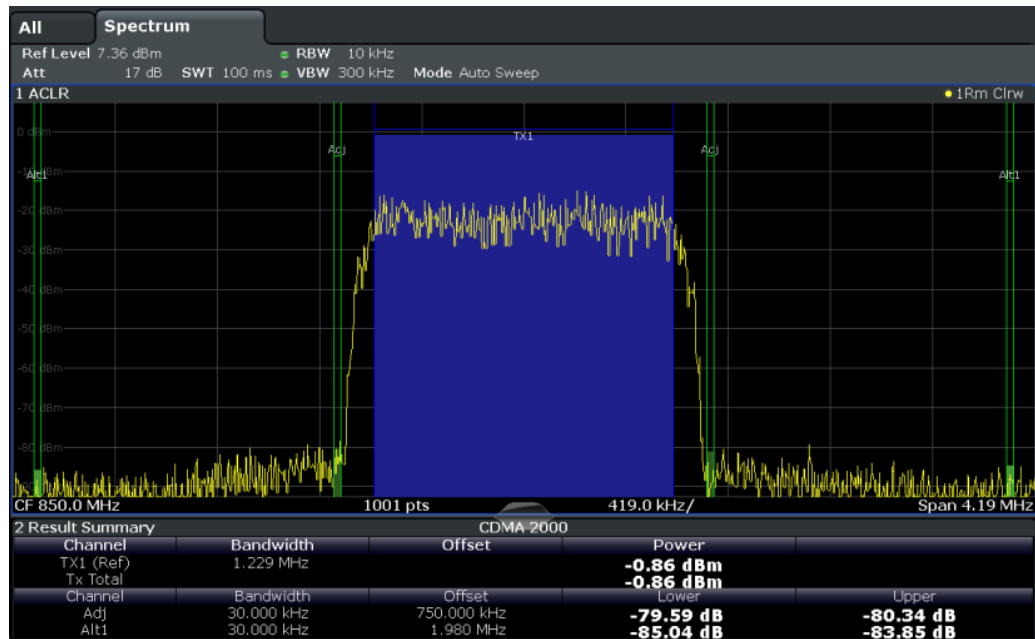 All Spectrum
Ref Level 7.36 dBm RBW 10 kHz
Att 17 dB SWT 100 ms VBW 300 kHz Mode Auto Sweep
1 ACLR 1Rm Clrw
0 dBm
TX1
Adj Adj
-10 dBm
Alt1 Alt1
-20 dBm
-30 dBm
-40 dBm
-50 dBm
-60 dBm
-70 dBm
-80 dBm
CF 850.0 MHz 1001 pts 419.0 kHz/ Span 4.19 MHz
2 Result Summary CDMA 2000
Channel Bandwidth Offset Power
TX1 (Ref) 1.229 MHz -0.86 dBm
Tx Total -0.86 dBm
Channel Bandwidth Offset Lower Upper
Adj 30.000 kHz 750.000 kHz -79.59 dB -80.34 dB
Alt1 30.000 kHz 1.980 MHz -85.04 dB -83.85 dB